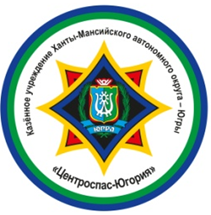 Казённое учреждение Ханты-Мансийского автономного округа – Югры
ЮГРА
«Центроспас-Югория»